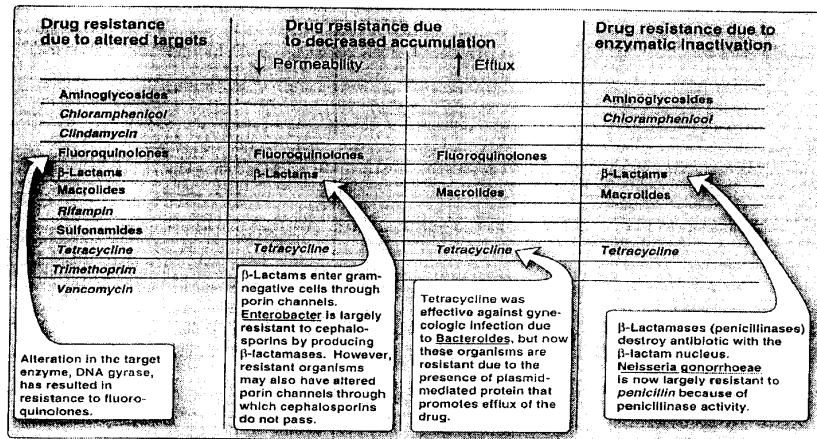 Drug resistance
due to altered targets
Drug resistance due
to decreased accumulation
↓ Permeability
↑ Efflux
Drug resistance due to
enzymatic inactivation
Aminoglycosides
Aminoglycosides
Chloramphenicol
Chloramphenicol
Clindamycin
Fluoroquinolones
Fluoroquinolones
Fluoroquinolones
β-Lactams
β-Lactams
β-Lactams
Macrolides
Macrolides
Macrolides
Rifampin
Sulfonamides
Tetracycline
Tetracycline
Tetracycline
Tetracycline
Trimethoprim
Vancomycin
Alteration in the target
enzyme, DNA gyrase,
has resulted in
resistance to fluoro-
quinolones.
β-Lactams enter gram-
negative cells through
porin channels.
Enterobacter is largely
resistant to cephalo-
sporins by producing
β-lactamases. However,
resistant organisms
may also have altered
porin channels through
which cephalosporins
do not pass.
Tetracycline was
effective against gyne-
cologic infection due
to Bacteroides, but now
these organisms are
resistant due to the
presence of plasmid-
mediated protein that
promotes efflux of the
drug.
β-Lactamases (penicillinases)
destroy antibiotic with the
β-lactam nucleus.
Neisseria gonorrhoeae
is now largely resistant to
penicillin because of
penicillinase activity.